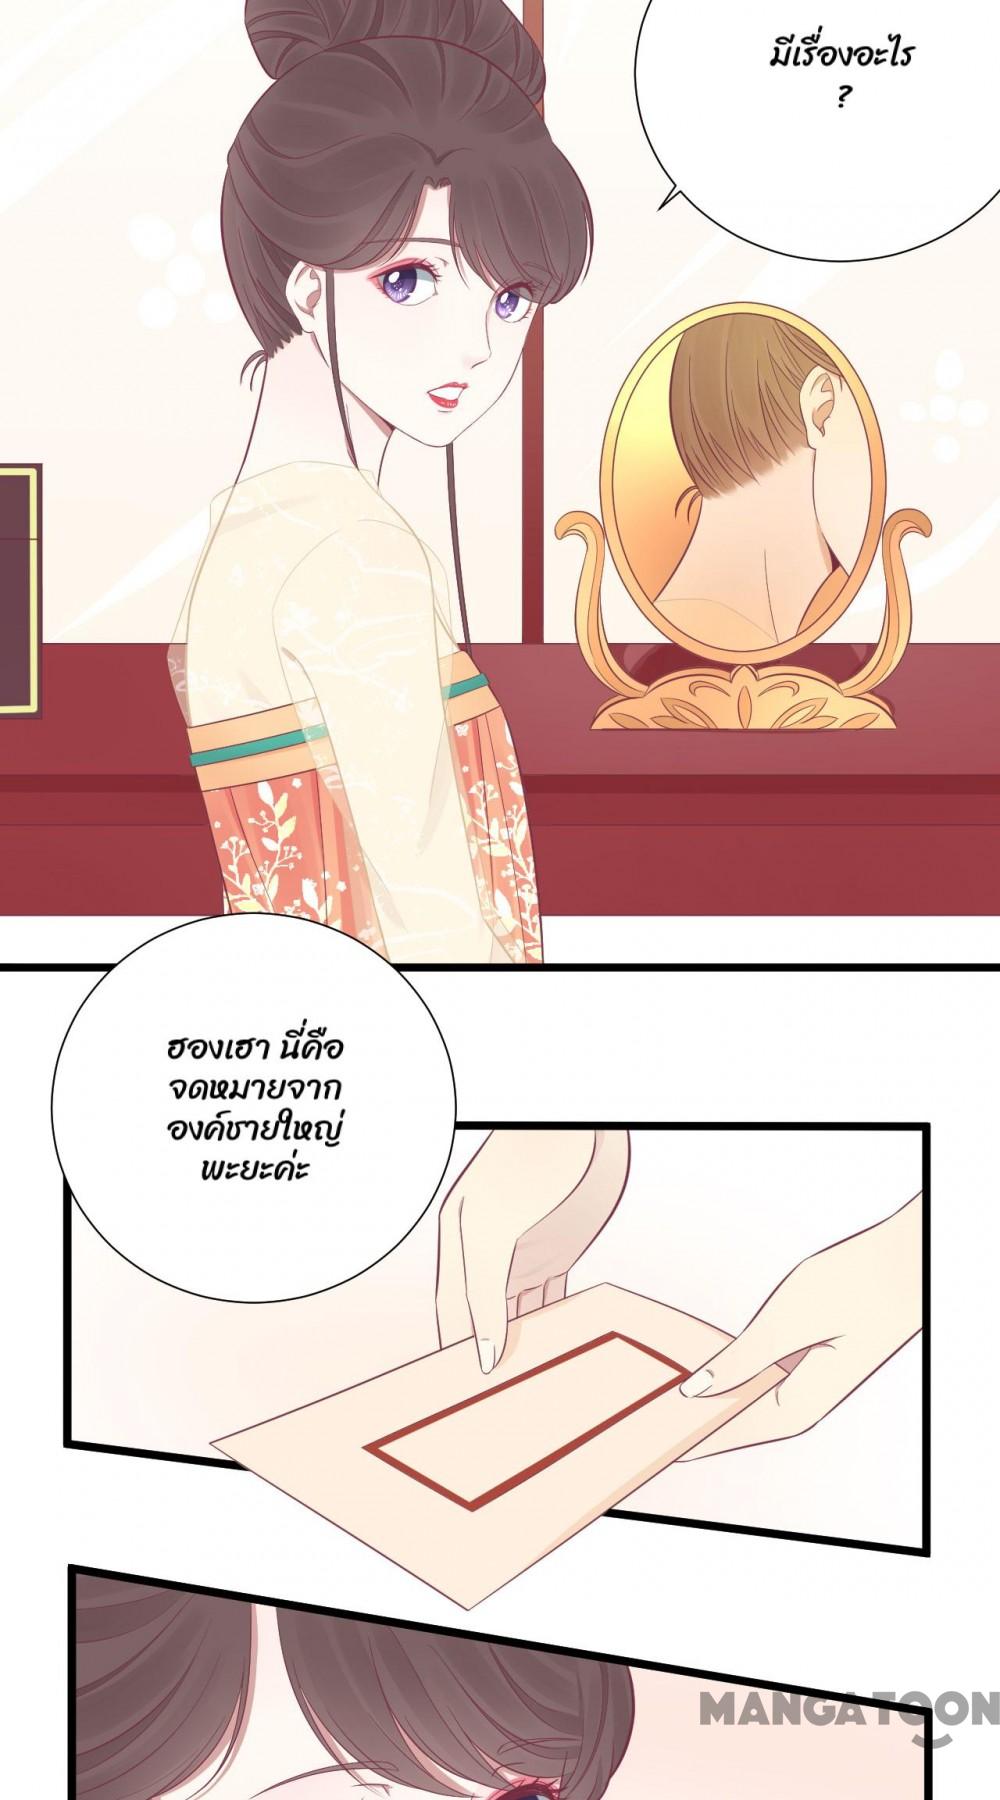 มีเรื่องอะไร
?
ฮองเฮา นี่คือ
จดหมายจาก
องค์ชายใหญ่
พะยะค่ะ
MANGATOON